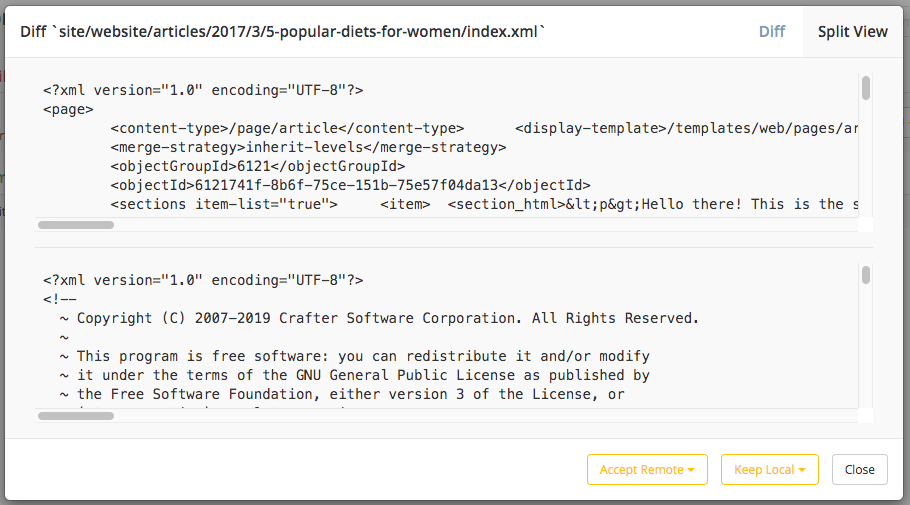 Diff `site/website/articles/2017/3/5-popular-diets-for-women/index.xml`
Diff
Split View
<?xml version="1.0" encoding="UTF-8"?>
<page>
<content-type>/page/article</content-type> <display-template>/templates/web/pages/ar
<merge-strategy>inherit-levels</merge-strategy>
<objectGroupId>6121</objectGroupId>
<objectId>6121741f-8b6f-75ce-151b-75e57f04da13</objectId>
<sections item-list="true"> <item> <section_html>&lt;p&gt;Hello there! This is the s
<?xml version="1.0" encoding="UTF-8"?>
<!--
~ Copyright (C) 2007-2019 Crafter Software Corporation. All Rights Reserved.
~
~ This program is free software: you can redistribute it and/or modify
~ it under the terms of the GNU General Public License as published by
~ the Free Software Foundation, either version 3 of the License, or
Accept Remote
Keep Local
Close